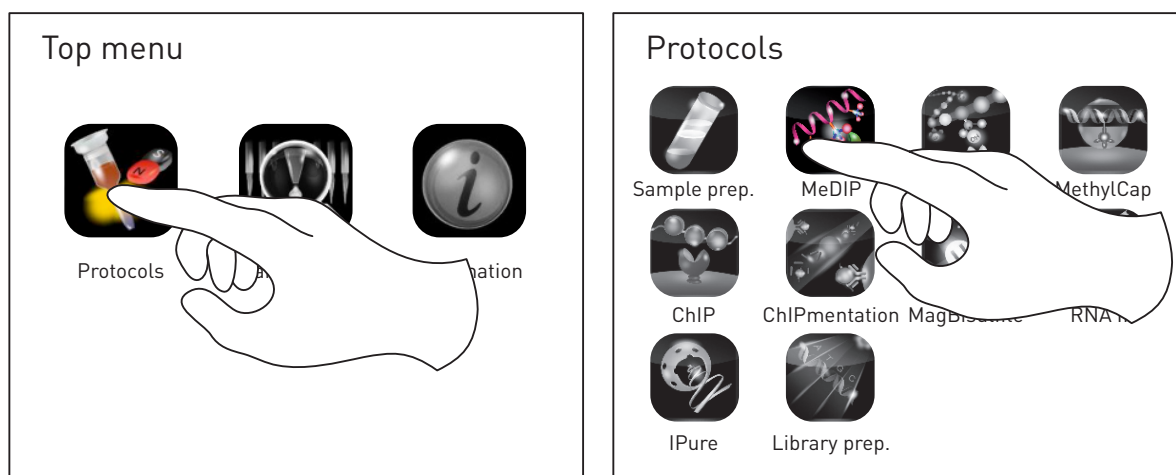 Top menu
Protocols
Protocols
Sample prep.
MeDIP
MethylCap
ChIP
ChIPmentation
IPure
Library prep.